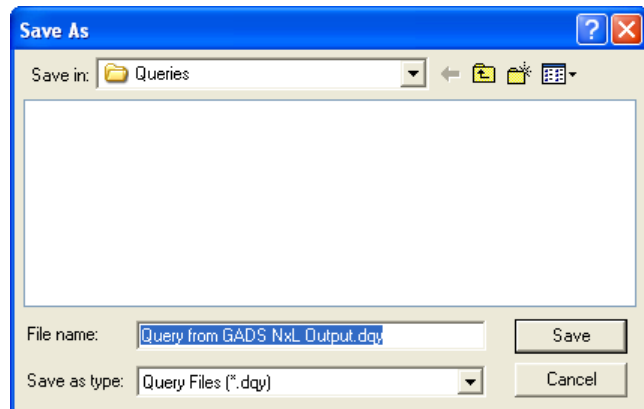 Save As
Save in: Queries
File name: Query from GADS NxL Output.dqy Save
Save as type: Query Files (*.dqy) Cancel